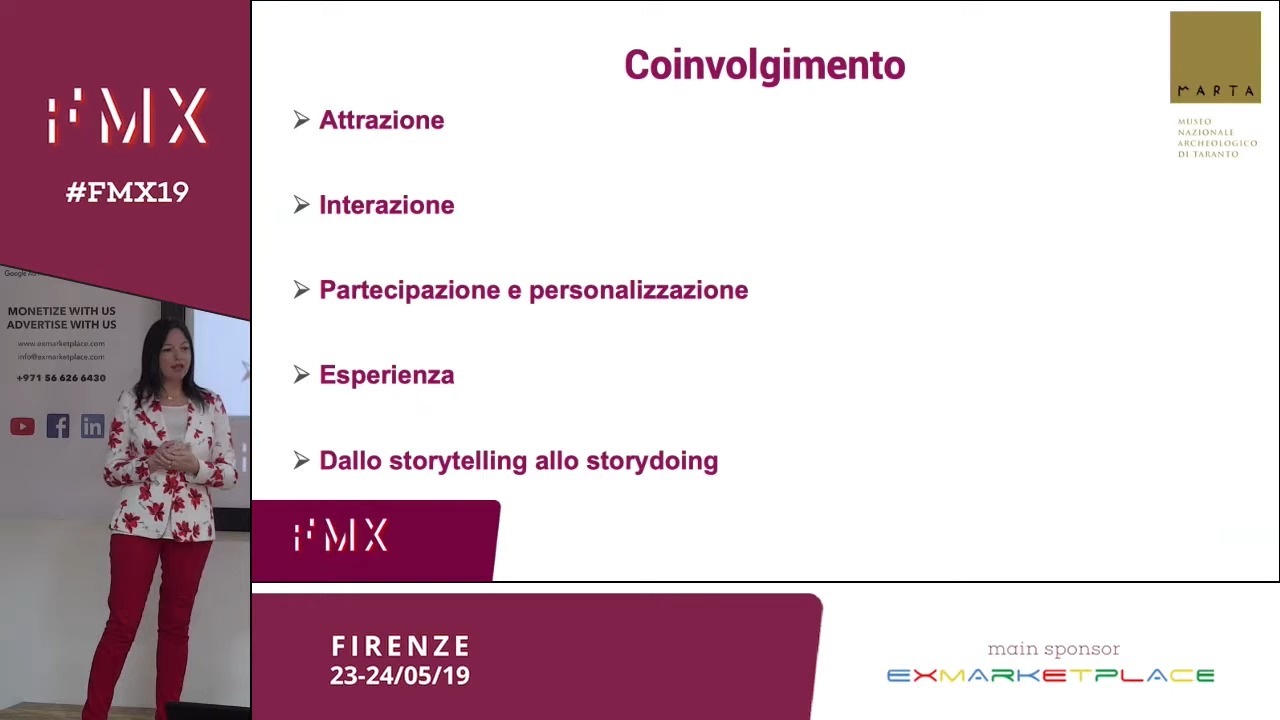 FMX
#FMX19
MONETIZE WITH US
ADVERTISE WITH US
www.exmarketplace.com
info@exmarketplace.com
+971 56 626 6430
Coinvolgimento
➢ Attrazione
➢ Interazione
➢ Partecipazione e personalizzazione
➢ Esperienza
➢ Dallo storytelling allo storydoing
MARTA
MUSEO
NAZIONALE
ARCHEOLOGICO
DI TARANTO
FMX
FIRENZE
23-24/05/19
main sponsor
EXMARKETPLACE